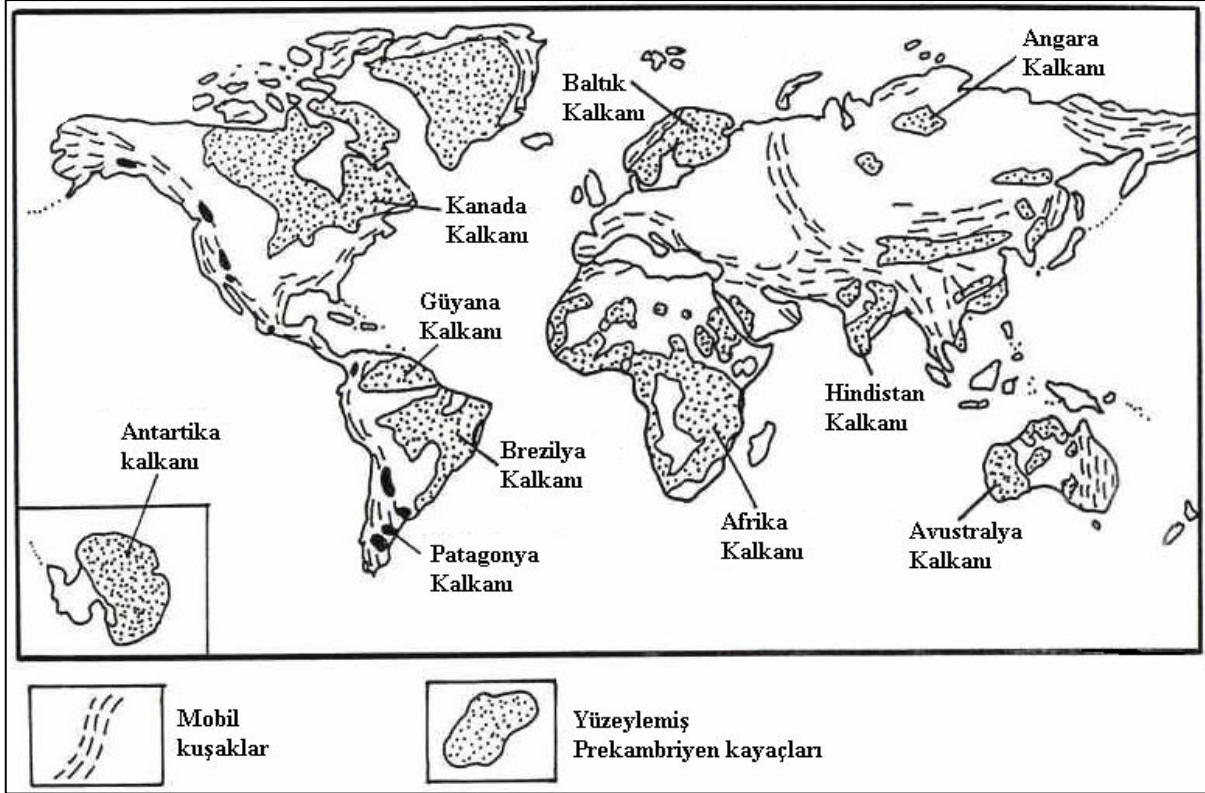 Angara
Kalkanı
Baltık
Kalkanı
Kanada
Kalkanı
Güyana
Kalkanı
Hindistan
Kalkanı
Antartika
kalkanı
Brezilya
Kalkanı
Afrika
Kalkanı
Avustralya
Kalkanı
Patagonya
Kalkanı
Mobil
kuşaklar
Yüzeylemiş
Prekambriyen kayaçları